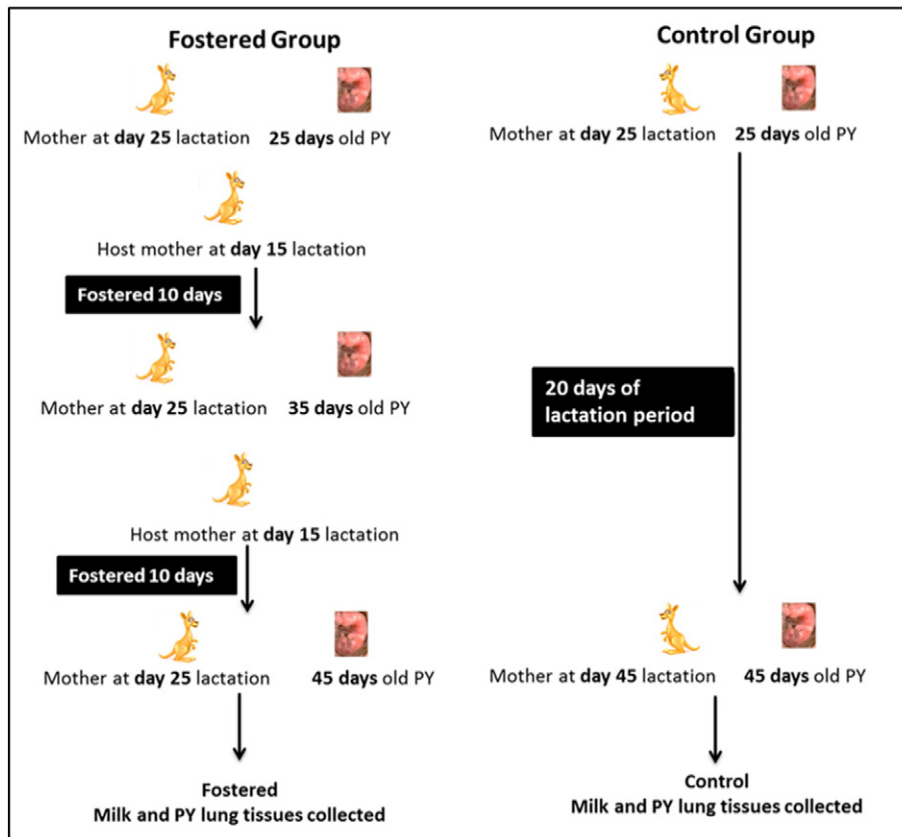 Fostered Group
Mother at day 25 lactation 25 days old PY
Host mother at day 15 lactation
Fostered 10 days
Mother at day 25 lactation 35 days old PY
Host mother at day 15 lactation
Fostered 10 days
Mother at day 25 lactation 45 days old PY
Fostered
Milk and PY lung tissues collected
Control Group
Mother at day 25 lactation 25 days old PY
20 days of
lactation period
Mother at day 45 lactation 45 days old PY
Control
Milk and PY lung tissues collected